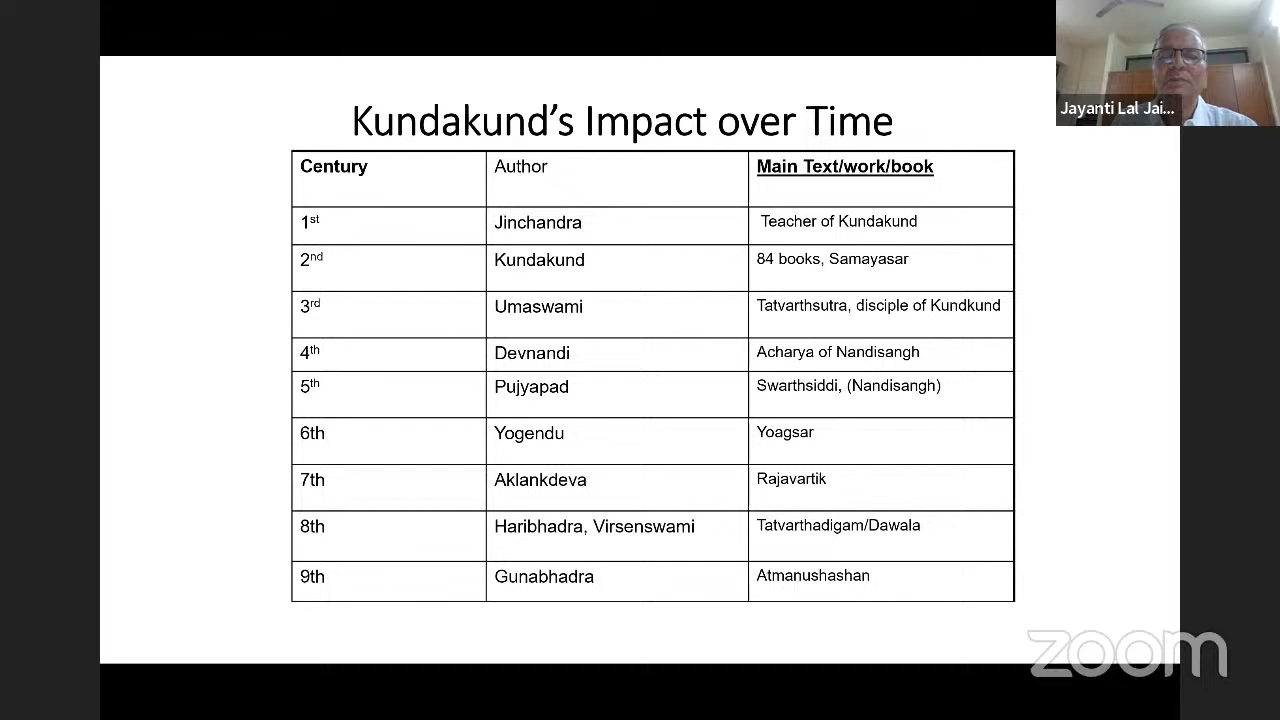 Jayanti Lal Jai...
Kundakund’s Impact over Time
Century Author Main Text/work/book
1st Jinchandra Teacher of Kundakund
2nd Kundakund 84 books, Samayasar
3rd Umaswami Tatvarthsutra, disciple of Kundkund
4th Devnandi Acharya of Nandisangh
5th Pujyapad Swarthsiddi, (Nandisangh)
6th Yogendu Yoagsar
7th Aklankdeva Rajavartik
8th Haribhadra, Virsenswami Tatvarthadigam/Dawala
9th Gunabhadra Atmanushashan
zoom